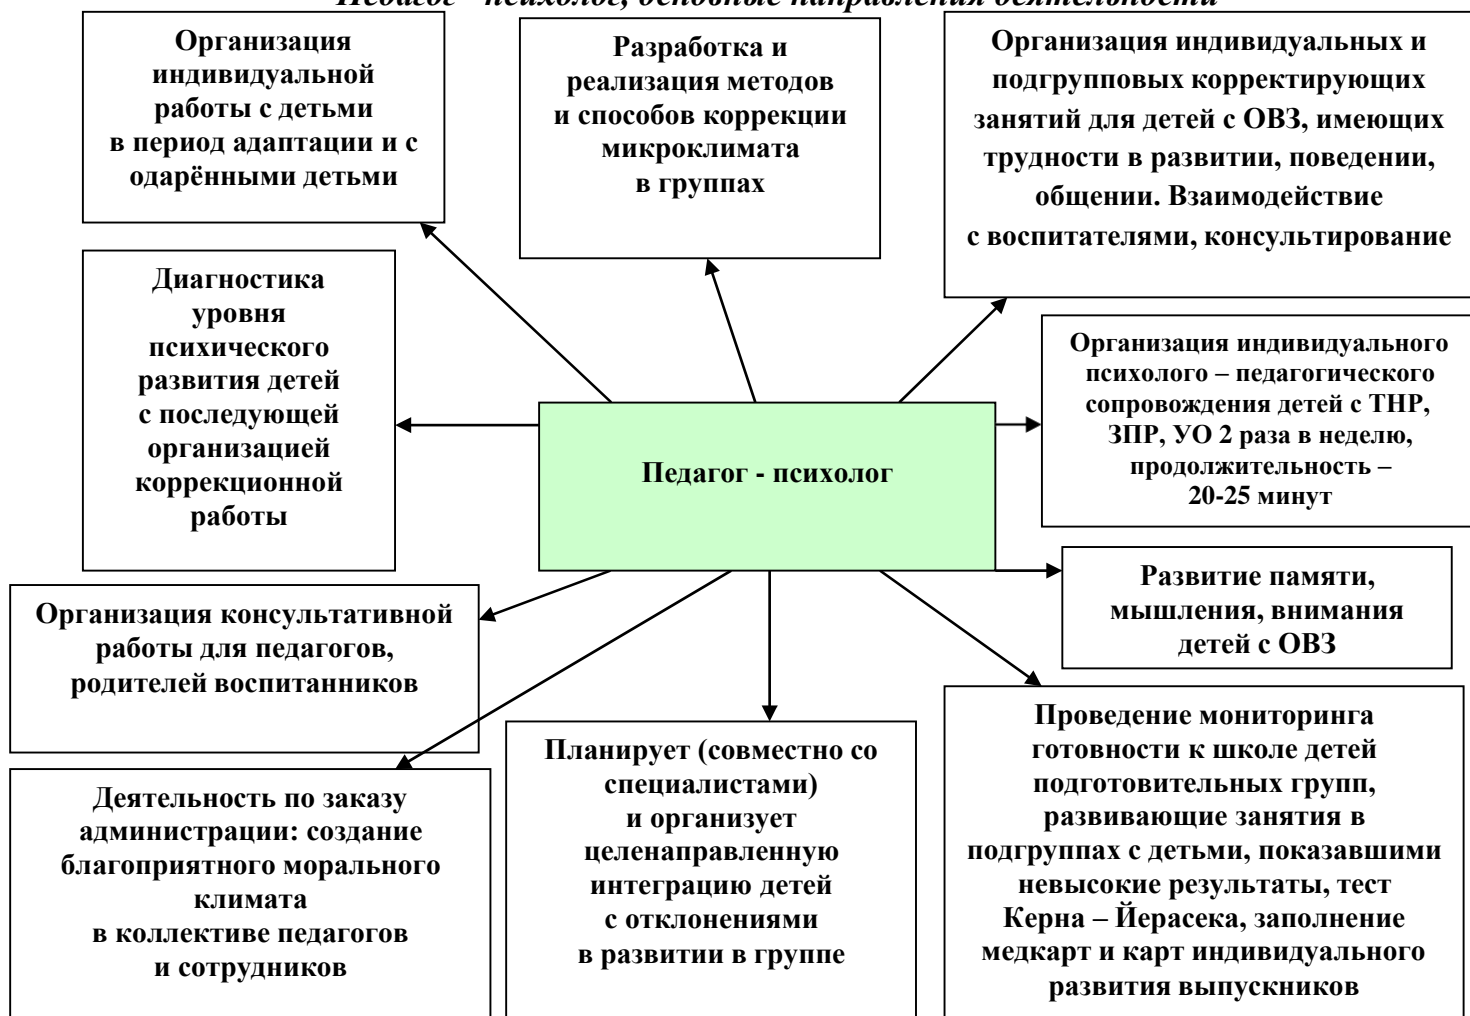 Педагог - психолог, основные направления деятельности
Организация
индивидуальной
работы с детьми
в период адаптации и с
одарёнными детьми
Разработка и
реализация методов
и способов коррекции
микроклимата
в группах
Организация индивидуальных и
подгрупповых корректирующих
занятий для детей с ОВЗ, имеющих
трудности в развитии, поведении,
общении. Взаимодействие
с воспитателями, консультирование
Диагностика
уровня
психического
развития детей
с последующей
организацией
коррекционной
работы
Организация индивидуального
психолого – педагогического
сопровождения детей с ТНР,
ЗПР, УО 2 раза в неделю,
продолжительность –
20-25 минут
Педагог - психолог
Развитие памяти,
мышления, внимания
детей с ОВЗ
Организация консультативной
работы для педагогов,
родителей воспитанников
Деятельность по заказу
администрации: создание
благоприятного морального
климата
в коллективе педагогов
и сотрудников
Планирует (совместно со
специалистами)
и организует
целенаправленную
интеграцию детей
с отклонениями
в развитии в группе
Проведение мониторинга
готовности к школе детей
подготовительных групп,
развивающие занятия в
подгруппах с детьми, показавшими
невысокие результаты, тест
Керна – Йерасека, заполнение
медкарт и карт индивидуального
развития выпускников